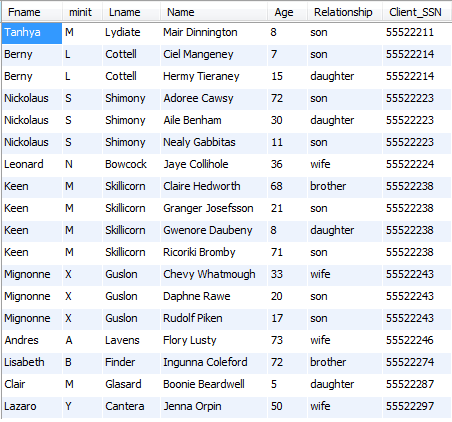 Fname minit Lname Name Age Relationship Client_SSN
Tanhya M Lydiate Mair Dinnington 8 son 55522211
Berny L Cottell Ciel Mangeney 7 son 55522214
Berny L Cottell Hermy Tieraney 15 daughter 55522214
Nickolaus S Shimony Adoree Cawsy 72 son 55522223
Nickolaus S Shimony Aile Benham 30 daughter 55522223
Nickolaus S Shimony Nealy Gabbitas 11 son 55522223
Leonard N Bowcock Jaye Collihole 36 wife 55522224
Keen M Skillicorn Claire Hedworth 68 brother 55522238
Keen M Skillicorn Granger Josefsson 21 son 55522238
Keen M Skillicorn Gwenore Daubeny 8 daughter 55522238
Keen M Skillicorn Ricoriki Bromby 71 son 55522238
Mignonne X Guslon Chevy Whatmough 33 wife 55522243
Mignonne X Guslon Daphne Rawe 20 son 55522243
Mignonne X Guslon Rudolf Piken 17 son 55522243
Andres A Lavens Flory Lusty 73 wife 55522246
Lisabeth B Finder Ingunna Coleford 72 brother 55522274
Clair M Glasard Boonie Beardwell 5 daughter 55522287
Lazaro Y Cantera Jenna Orpin 50 wife 55522297